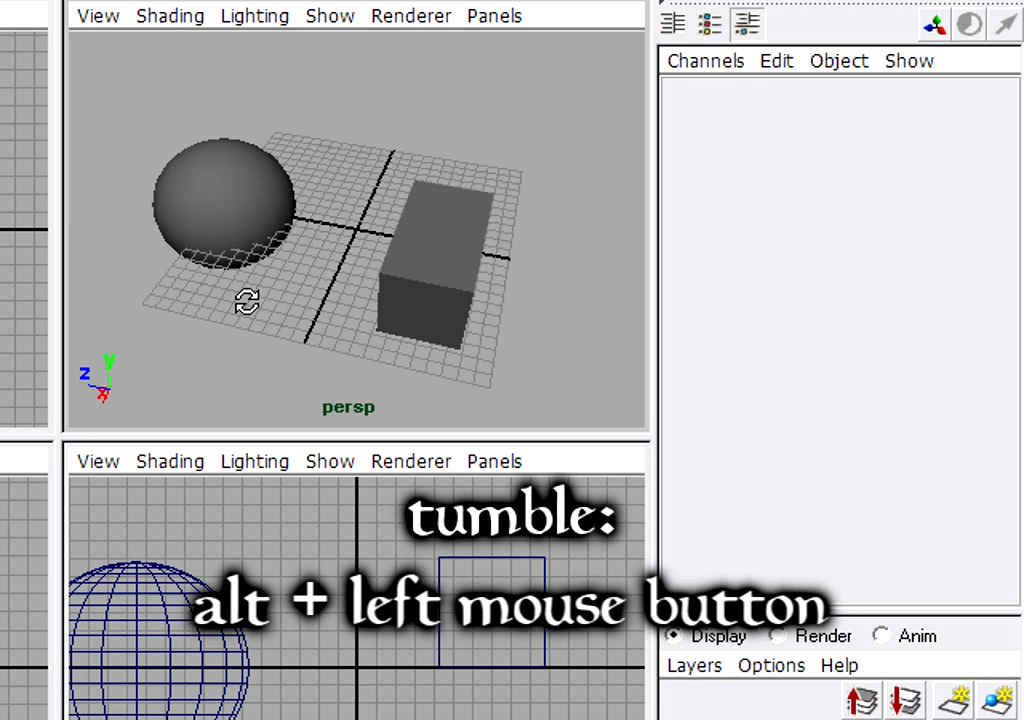 View Shading Lighting Show Renderer Panels
Channels Edit Object Show
y
z
x
persp
View Shading Lighting Show Renderer Panels
tumble:
alt + left mouse button
Display Render Anim
Layers Options Help